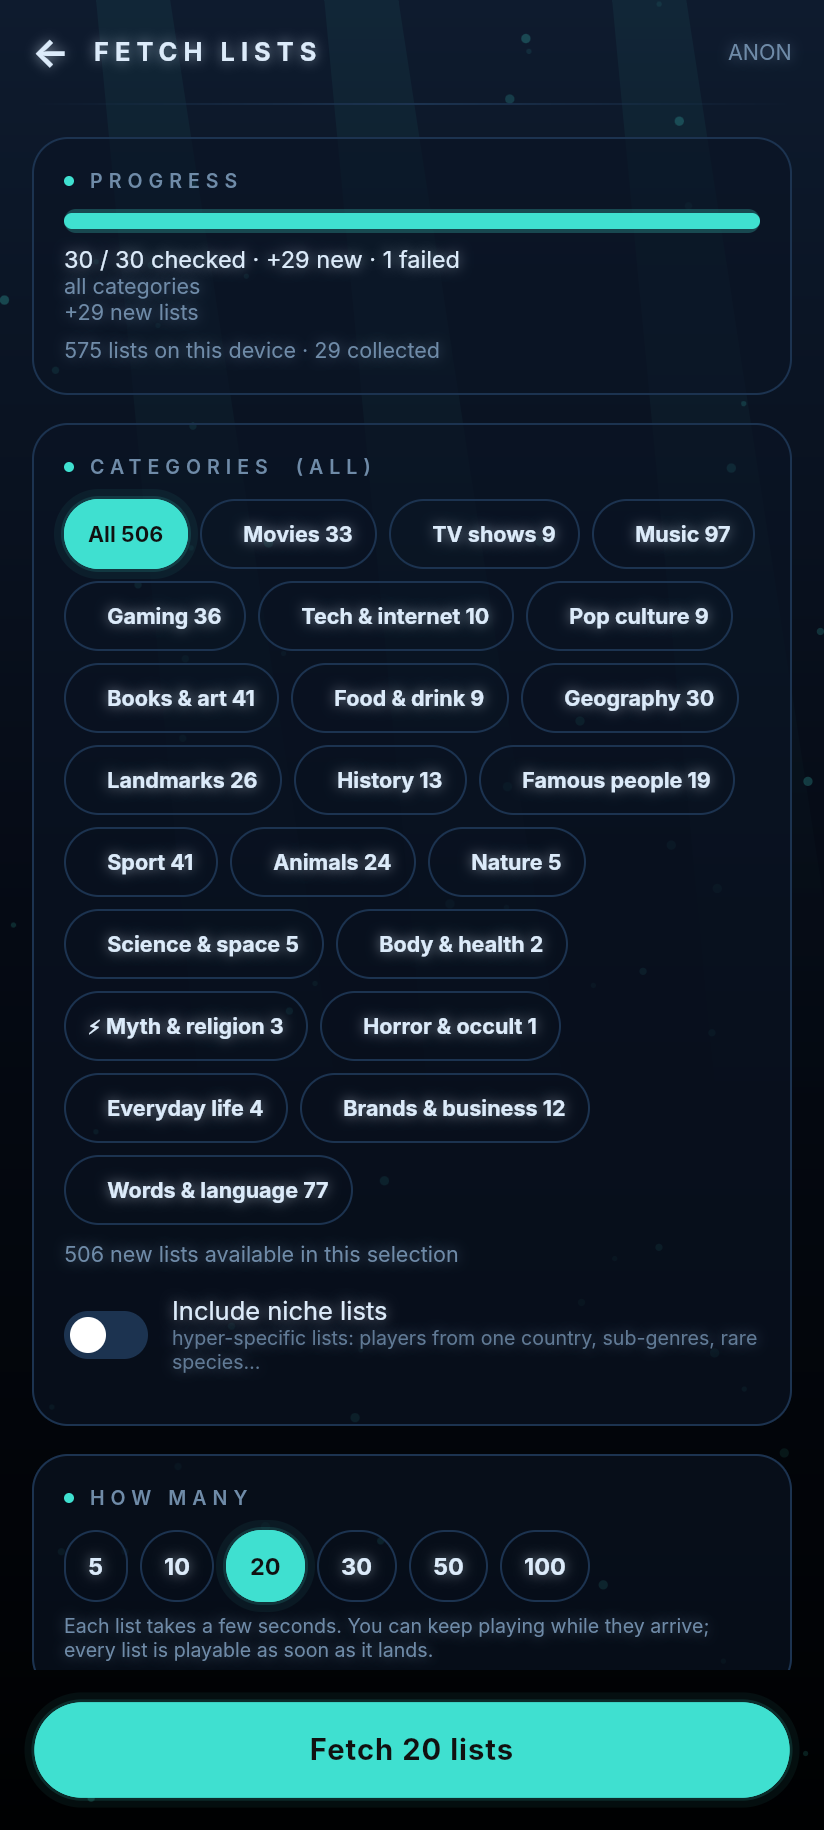 FETCH LISTS
ANON
PROGRESS
30 / 30 checked · +29 new · 1 failed
all categories
+29 new lists
575 lists on this device · 29 collected
CATEGORIES (ALL)
All 506
Movies 33
TV shows 9
Music 97
Gaming 36
Tech & internet 10
Pop culture 9
Books & art 41
Food & drink 9
Geography 30
Landmarks 26
History 13
Famous people 19
Sport 41
Animals 24
Nature 5
Science & space 5
Body & health 2
⚡ Myth & religion 3
Horror & occult 1
Everyday life 4
Brands & business 12
Words & language 77
506 new lists available in this selection
Include niche lists
hyper-specific lists: players from one country, sub-genres, rare
species...
HOW MANY
5
10
20
30
50
100
Each list takes a few seconds. You can keep playing while they arrive;
every list is playable as soon as it lands.
Fetch 20 lists